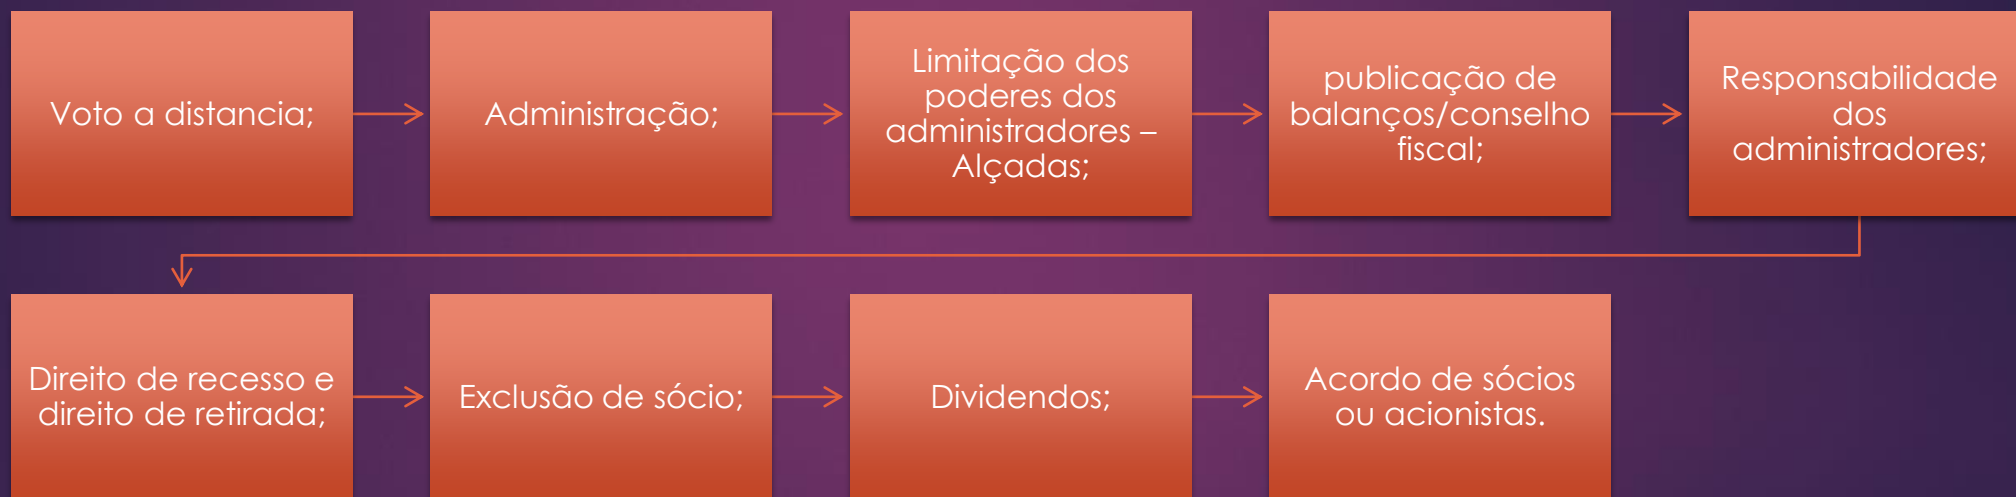 Voto a distancia;
Administração;
Limitação dos
poderes dos
administradores –
Alçadas;
publicação de
balanços/conselho
fiscal;
Responsabilidade
dos
administradores;
Direito de recesso e
direito de retirada;
Exclusão de sócio;
Dividendos;
Acordo de sócios
ou acionistas.